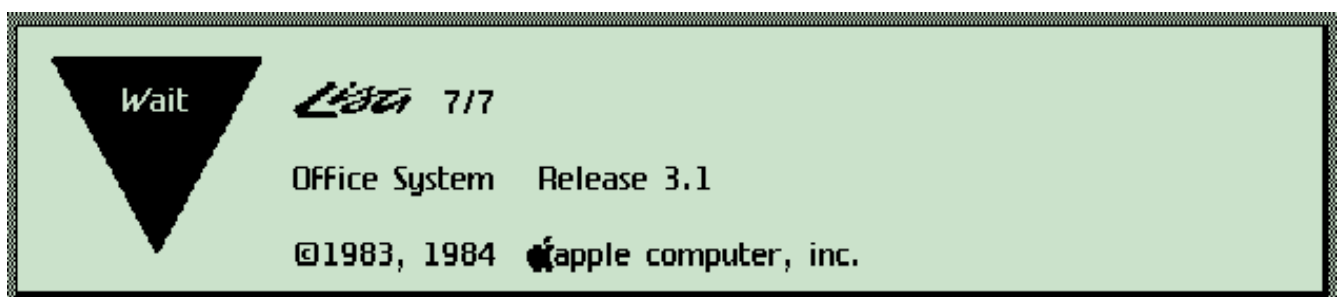 Wait
Lisa 7/7
Office System Release 3.1
©1983, 1984 apple computer, inc.